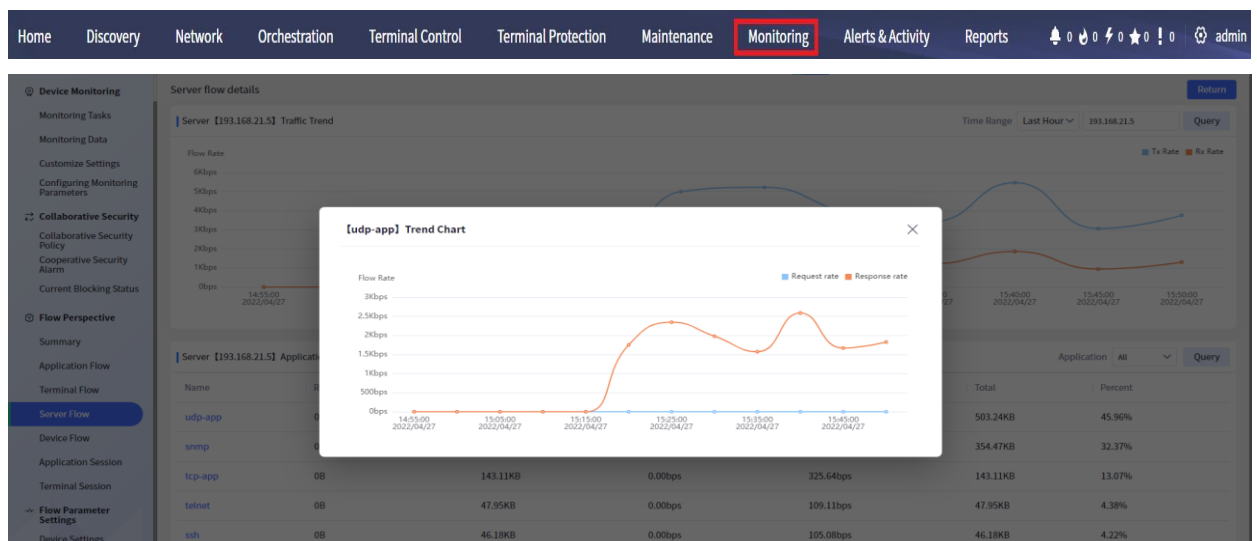 Home Discovery Network Orchestration Terminal Control Terminal Protection Maintenance Monitoring Alerts & Activity Reports 0 0 0 0 0 admin
Device Monitoring
Monitoring Tasks
Monitoring Data
Customize Settings
Configuring Monitoring
Parameters
Collaborative Security
Collaborative Security
Policy
Cooperative Security
Alarm
Current Blocking Status
Flow Perspective
Summary
Application Flow
Terminal Flow
Server Flow
Device Flow
Application Session
Terminal Session
Flow Parameter
Settings
Device Settings
Server flow details Return
Server【193.168.21.5】Traffic Trend Time Range Last Hour 193.168.21.5 Query
Flow Rate Tx Rate Rx Rate
6Kbps
5Kbps
4Kbps
3Kbps
2Kbps
1Kbps
0bps
14:55:00 15:40:00 15:45:00 15:50:00
2022/04/27 2022/04/27 2022/04/27 2022/04/27
【udp-app】Trend Chart
Flow Rate Request rate Response rate
3Kbps
2.5Kbps
2Kbps
1.5Kbps
1Kbps
500bps
0bps
14:55:00 15:05:00 15:15:00 15:25:00 15:35:00 15:45:00
2022/04/27 2022/04/27 2022/04/27 2022/04/27 2022/04/27 2022/04/27
Server【193.168.21.5】 Application All Query
Name Total Percent
udp-app 503.24KB 45.96%
snmp 354.47KB 32.37%
tcp-app 0B 143.11KB 0.00bps 325.64bps 143.11KB 13.07%
telnet 0B 47.95KB 0.00bps 109.11bps 47.95KB 4.38%
ssh 0B 46.18KB 0.00bps 105.08bps 46.18KB 4.22%